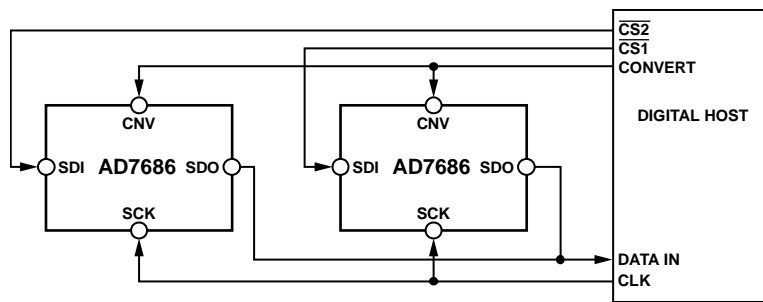 CS2
CS1
CONVERT
DIGITAL HOST
CNV
CNV
SDI AD7686 SDO
SDI AD7686 SDO
SCK
SCK
DATA IN
CLK